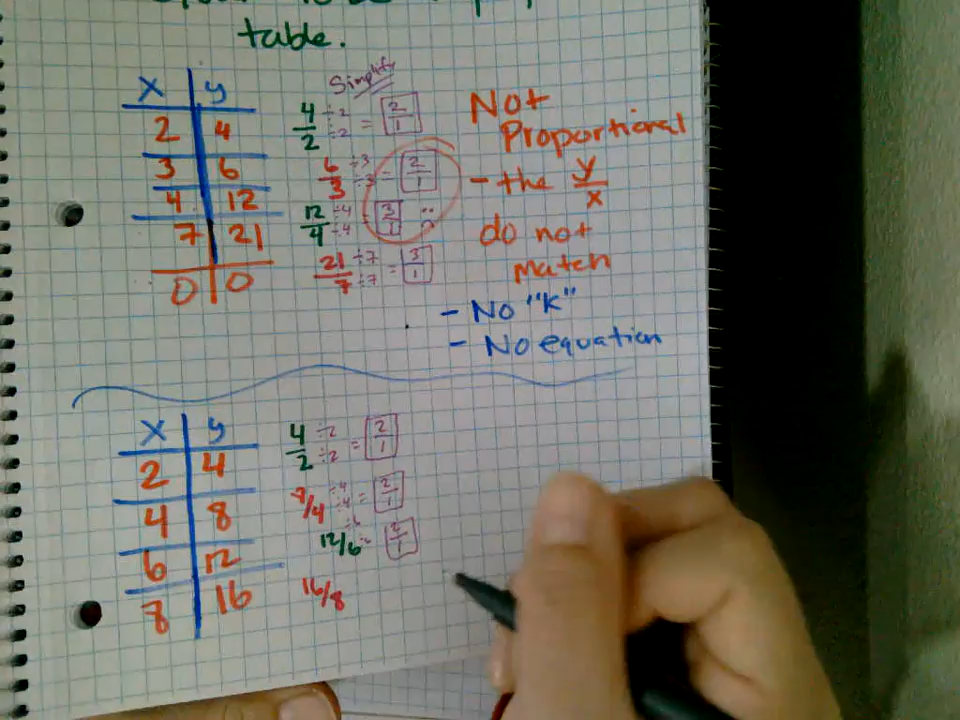 table.
x y
2 4
3 6
4 12
7 21
0 0
Simplify
4/2 ÷2/÷2 = 2/1
6/3 ÷3/÷3 = 2/1
12/4 ÷4/÷4 = 3/1
21/7 ÷7/÷7 = 3/1
Not
Proportional
- the y/x
do not
match
- No "K"
- No equation
x y
2 4
4 8
6 12
8 16
4/2 ÷2/÷2 = 2/1
8/4 ÷4/÷4 = 2/1
12/6 ÷6 = 2/1
16/8